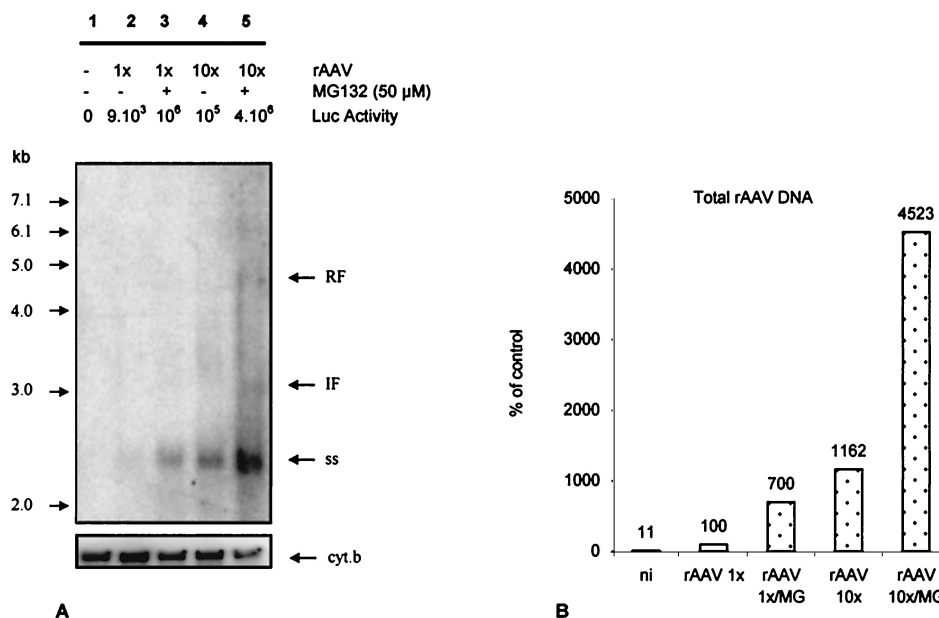 1 2 3 4 5
- 1x 1x 10x 10x rAAV
- - + - + MG132 (50 µM)
0 9.10³ 10⁶ 10⁵ 4.10⁶ Luc Activity
kb
7.1
6.1
5.0
RF
4.0
3.0
IF
ss
2.0
cyt.b
A
Total rAAV DNA
% of control
5000
4000
3000
2000
1000
0
11
100
700
1162
4523
ni rAAV 1x rAAV rAAV rAAV
1x/MG 10x 10x/MG
B